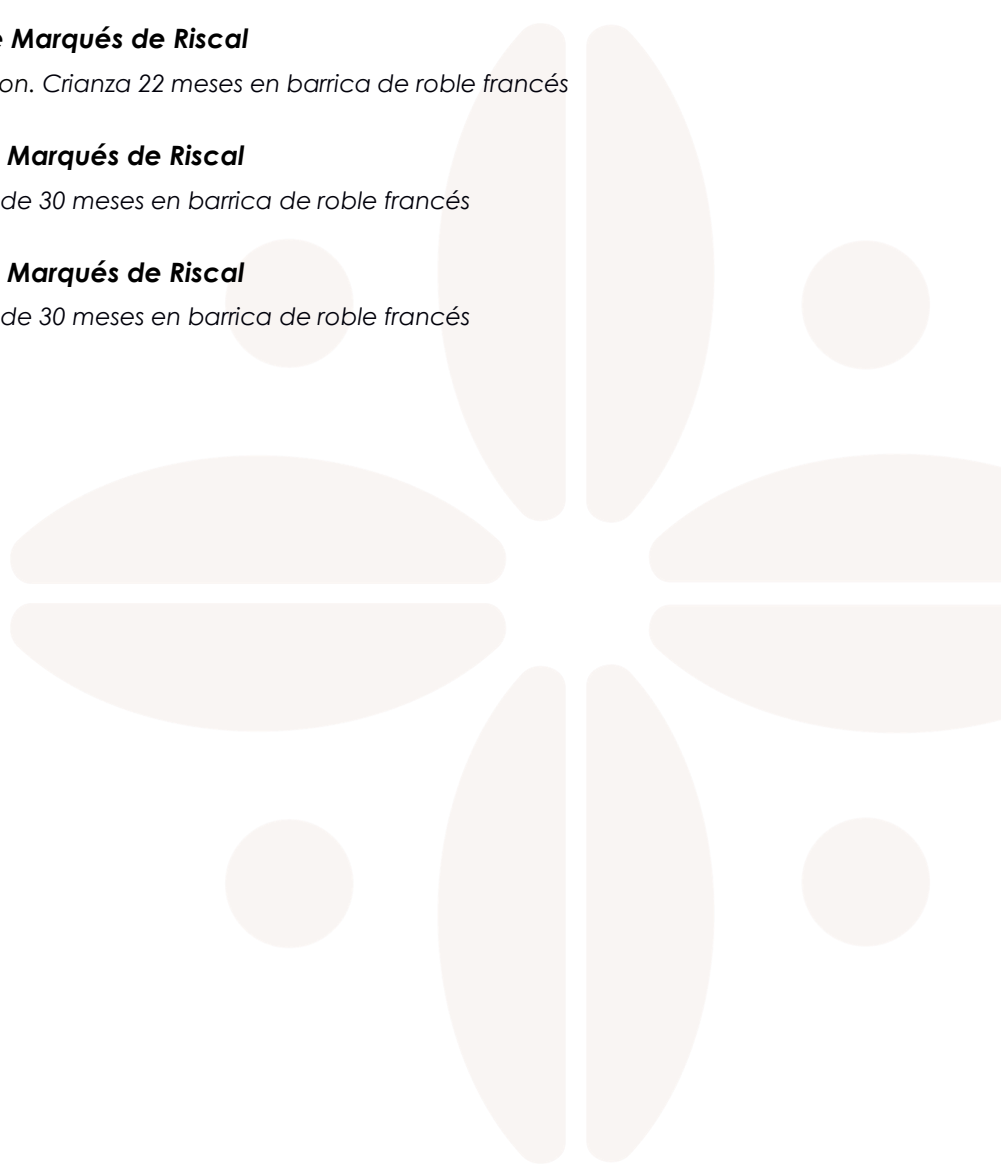 Marqués de Riscal
on. Crianza 22 meses en barrica de roble francés
Marqués de Riscal
de 30 meses en barrica de roble francés
Marqués de Riscal
de 30 meses en barrica de roble francés